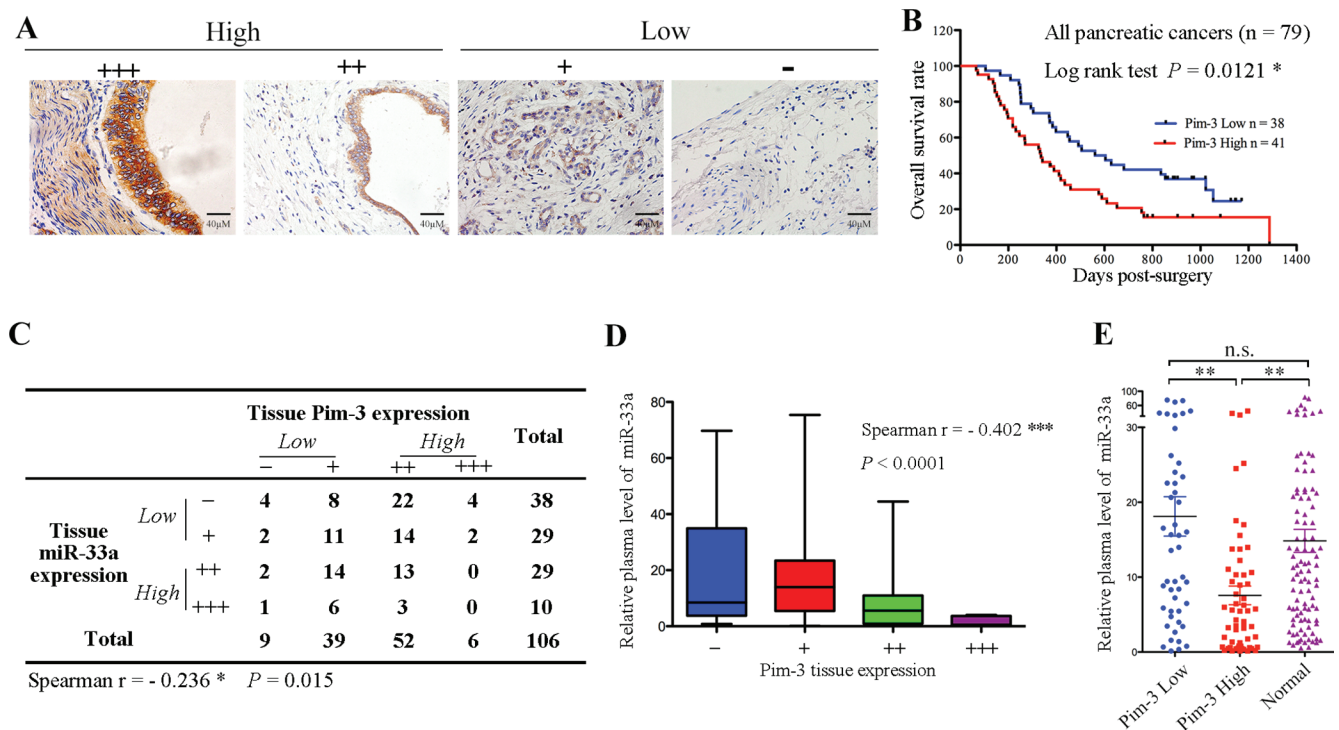 A
High
Low
+++
++
+
-
40μM
40μM
40μM
40μM
B
All pancreatic cancers (n = 79)
Log rank test P = 0.0121 *
Pim-3 Low n = 38
Pim-3 High n = 41
Overall survival rate
120
100
80
60
40
20
0
0 200 400 600 800 1000 1200 1400
Days post-surgery
C
Tissue Pim-3 expression
Total
Low High
− + ++ +++
Tissue
miR-33a
expression
Low
High
− 4 8 22 4 38
+ 2 11 14 2 29
++ 2 14 13 0 29
+++ 1 6 3 0 10
Total 9 39 52 6 106
Spearman r = - 0.236 * P = 0.015
D
Relative plasma level of miR-33a
80
60
40
20
0
Spearman r = - 0.402 ***
P < 0.0001
− + ++ +++
Pim-3 tissue expression
E
n.s.
** **
Relative plasma level of miR-33a
100
60
30
20
10
0
Pim-3 Low
Pim-3 High
Normal